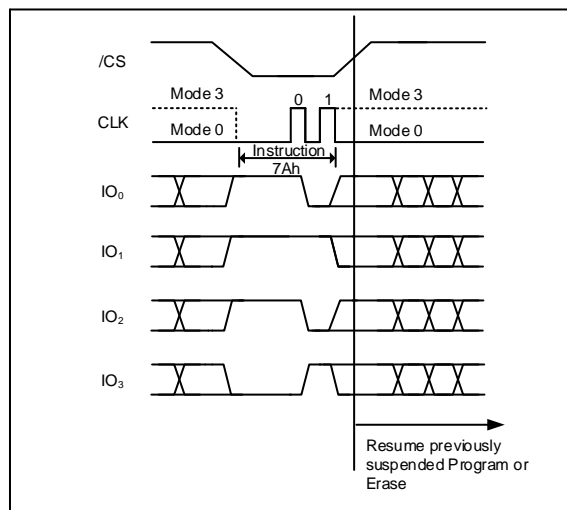 /CS
Mode 3 0 1 Mode 3
CLK
Mode 0 Mode 0
Instruction
7Ah
IO₀
IO₁
IO₂
IO₃
Resume previously
suspended Program or
Erase